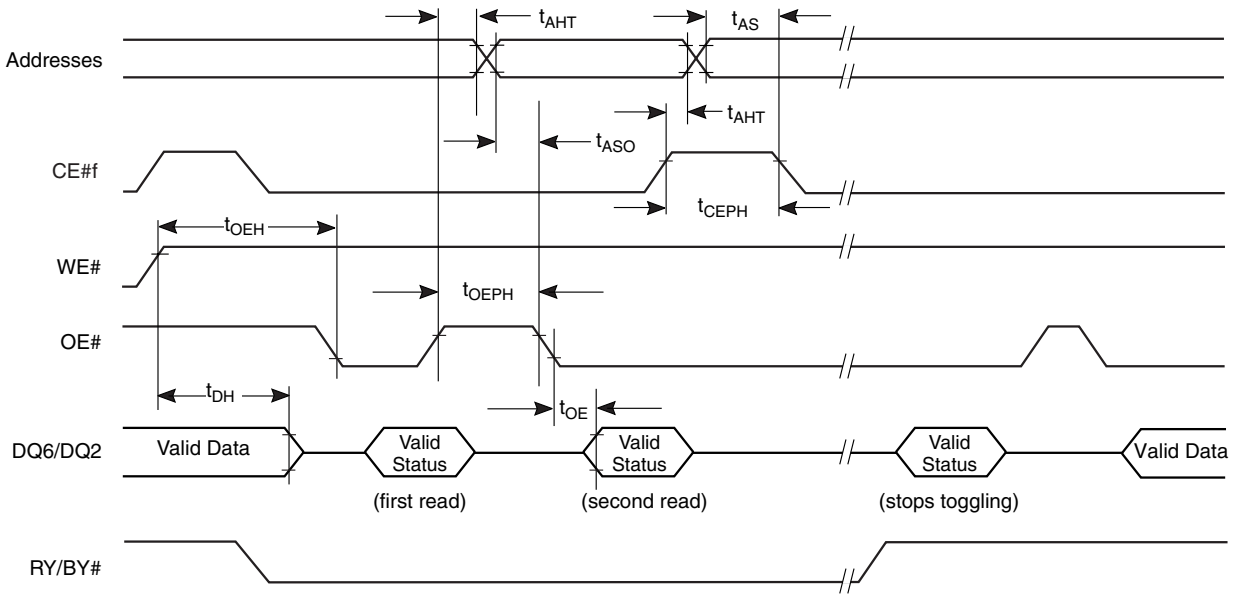 tAHT
tAS
Addresses
tAHT
tASO
CE#f
tCEPH
tOEH
WE#
tOEPH
OE#
tDH
tOE
DQ6/DQ2
Valid Data
Valid
Status
Valid
Status
Valid
Status
Valid Data
(first read)
(second read)
(stops toggling)
RY/BY#